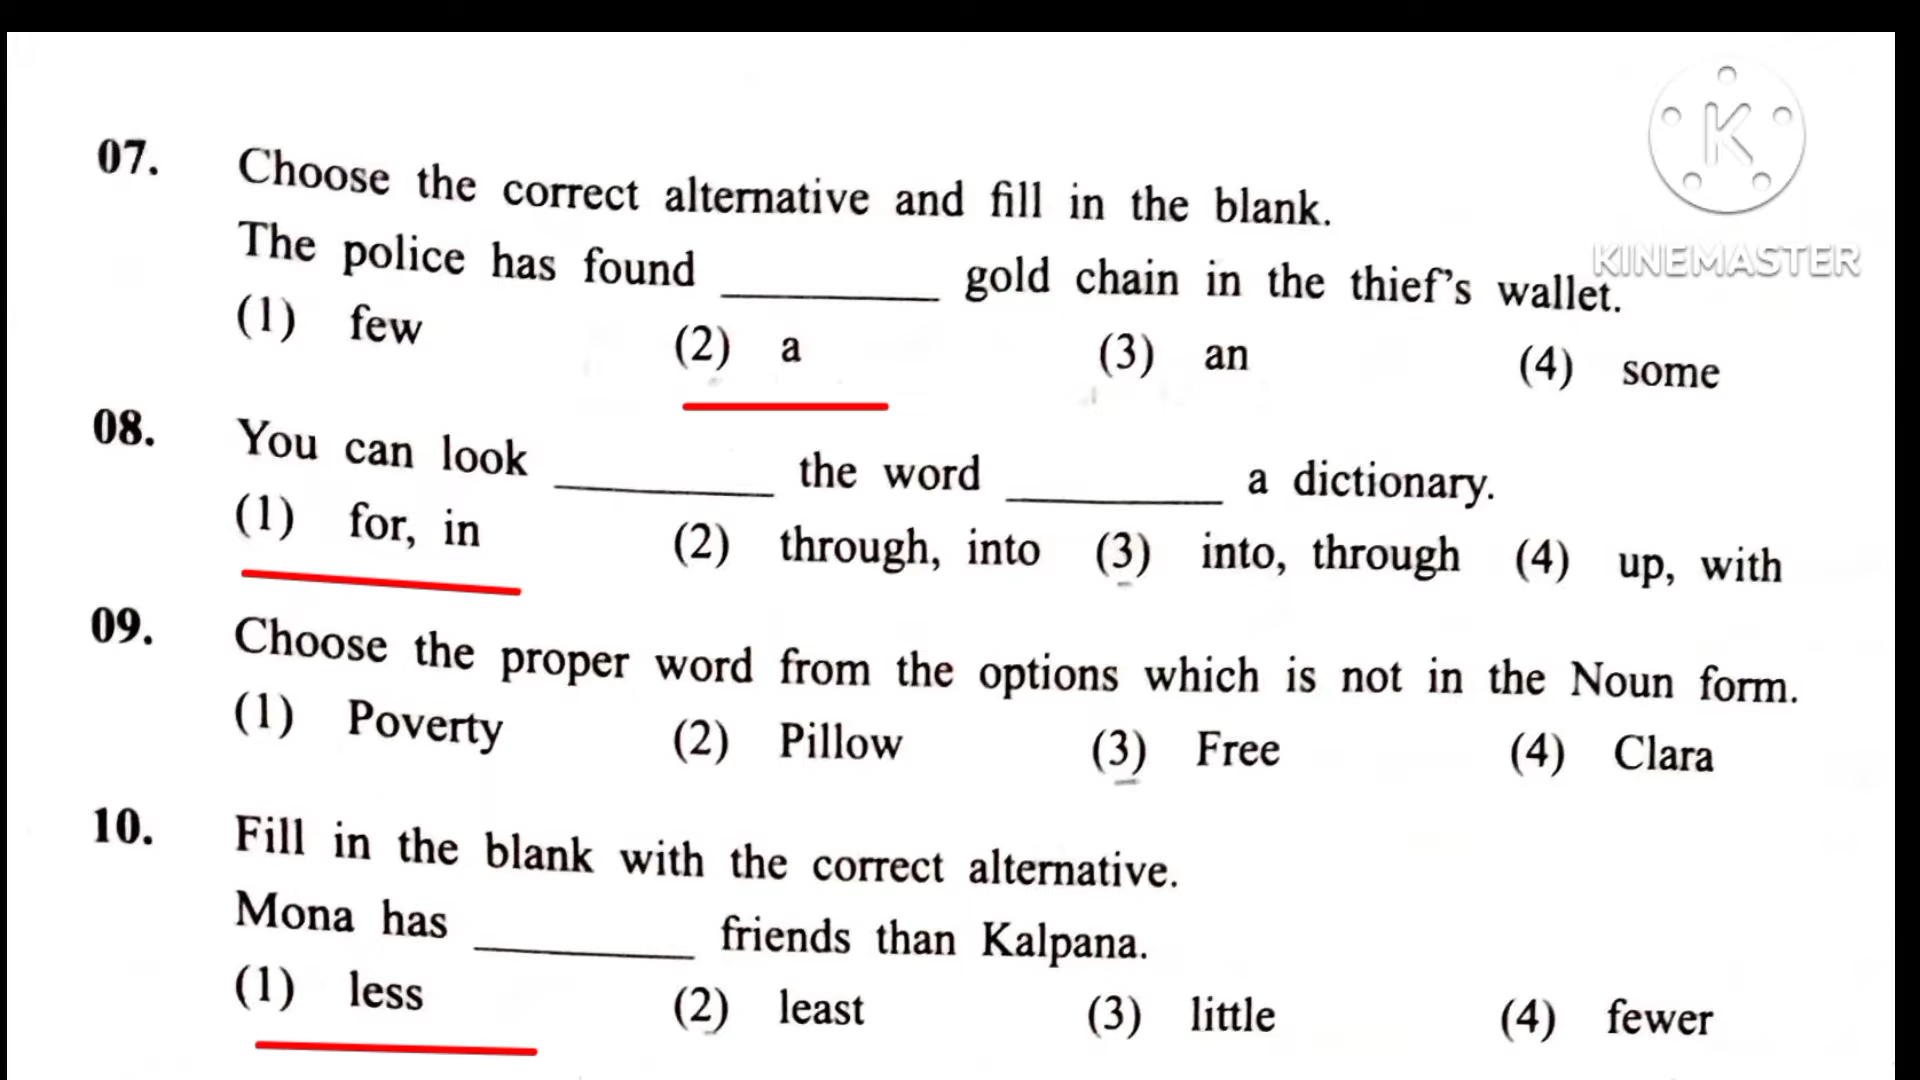 K
KINEMASTER
07. Choose the correct alternative and fill in the blank.
The police has found ________ gold chain in the thief's wallet.
(1) few (2) a (3) an (4) some
08. You can look ________ the word ________ a dictionary.
(1) for, in (2) through, into (3) into, through (4) up, with
09. Choose the proper word from the options which is not in the Noun form.
(1) Poverty (2) Pillow (3) Free (4) Clara
10. Fill in the blank with the correct alternative.
Mona has ________ friends than Kalpana.
(1) less (2) least (3) little (4) fewer